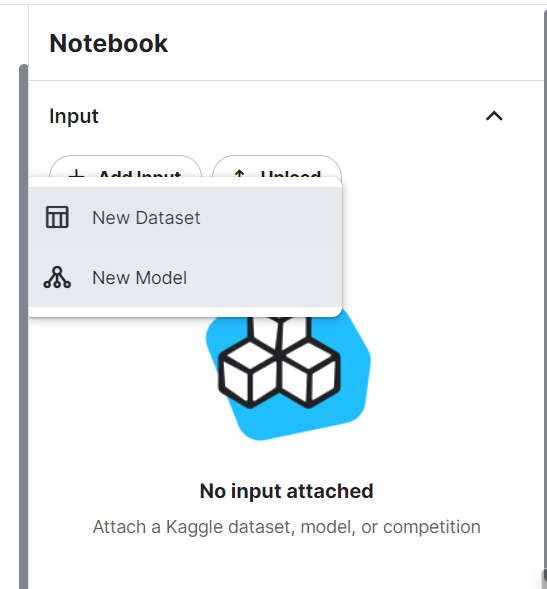 Notebook
Input
Add Input Upload
New Dataset
New Model
No input attached
Attach a Kaggle dataset, model, or competition